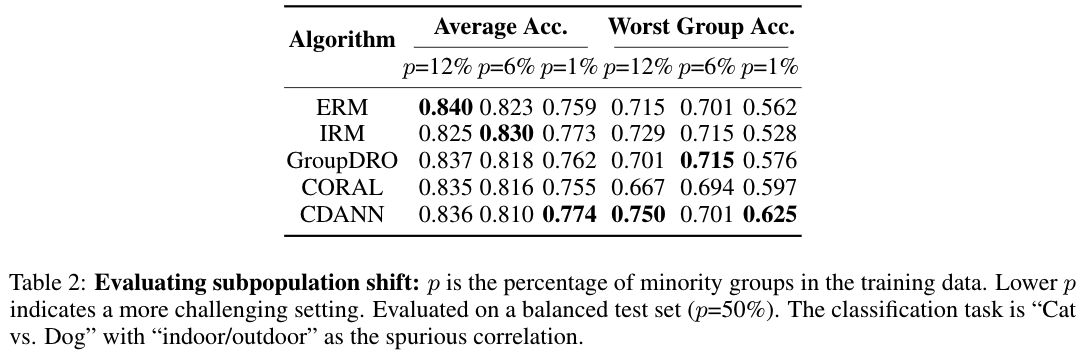 Algorithm Average Acc. Worst Group Acc.
p=12% p=6% p=1% p=12% p=6% p=1%
ERM 0.840 0.823 0.759 0.715 0.701 0.562
IRM 0.825 0.830 0.773 0.729 0.715 0.528
GroupDRO 0.837 0.818 0.762 0.701 0.715 0.576
CORAL 0.835 0.816 0.755 0.667 0.694 0.597
CDANN 0.836 0.810 0.774 0.750 0.701 0.625
Table 2: Evaluating subpopulation shift: p is the percentage of minority groups in the training data. Lower p
indicates a more challenging setting. Evaluated on a balanced test set (p=50%). The classification task is “Cat
vs. Dog” with “indoor/outdoor” as the spurious correlation.